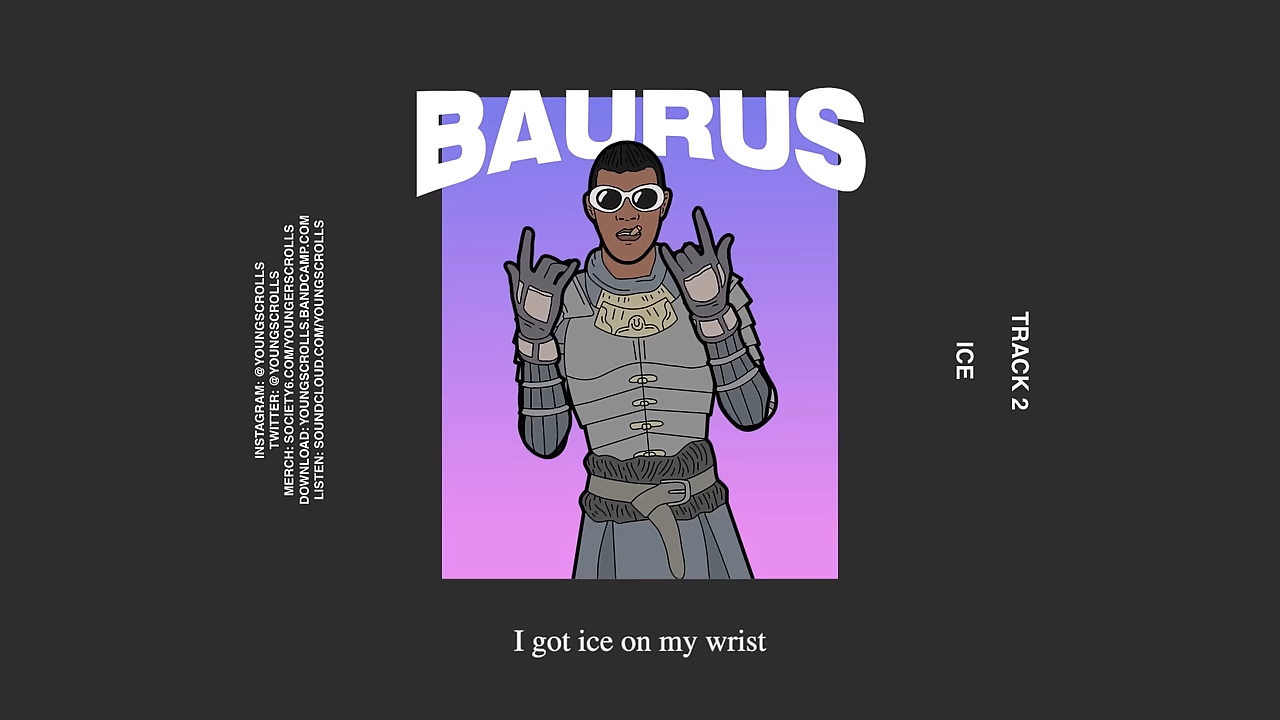 BAURUS
INSTAGRAM: @YOUNGSCROLLS
TWITTER: @YOUNGSCROLLS
MERCH: SOCIETY6.COM/YOUNGERSCROLLS
DOWNLOAD: YOUNGSCROLLS.BANDCAMP.COM
LISTEN: SOUNDCLOUD.COM/YOUNGSCROLLS
TRACK 2
ICE
I got ice on my wrist